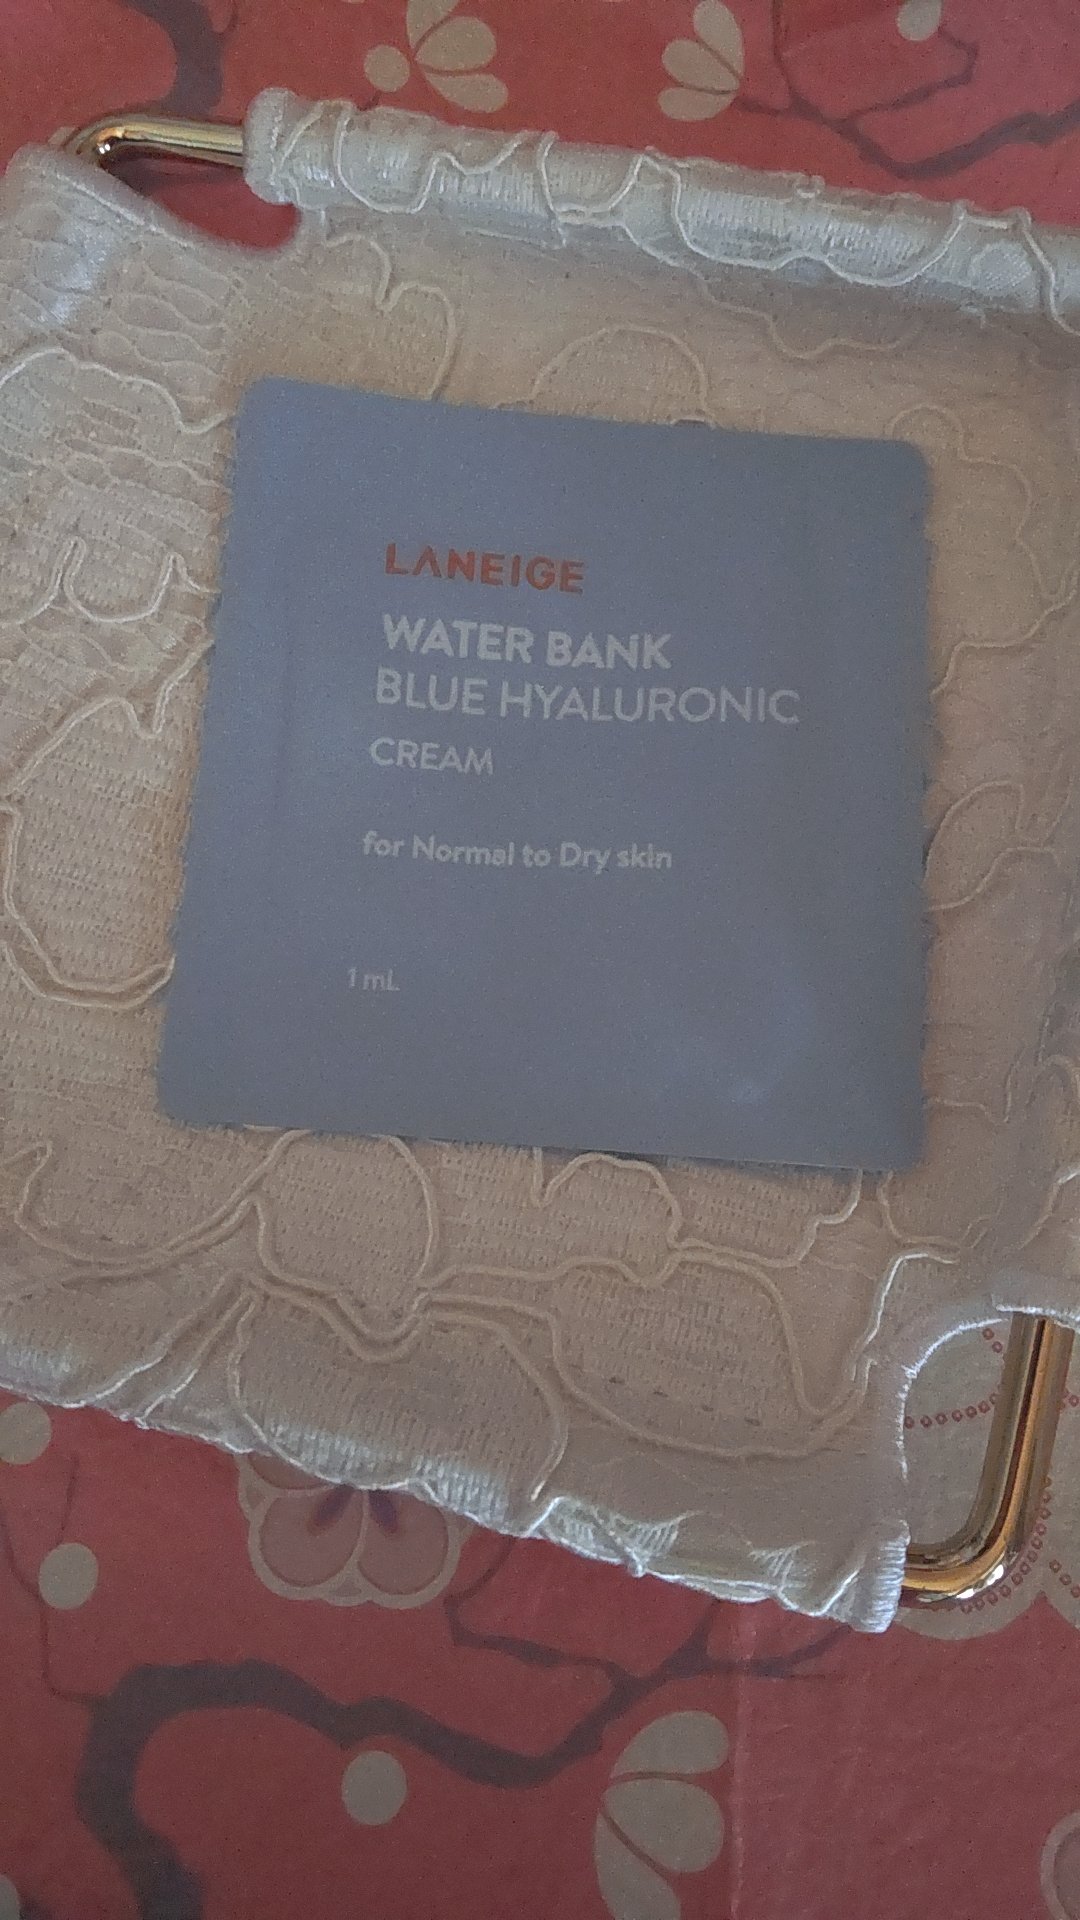 LANEIGE
WATER BANK
BLUE HYALURONIC
CREAM
for Normal to Dry skin
1 mL